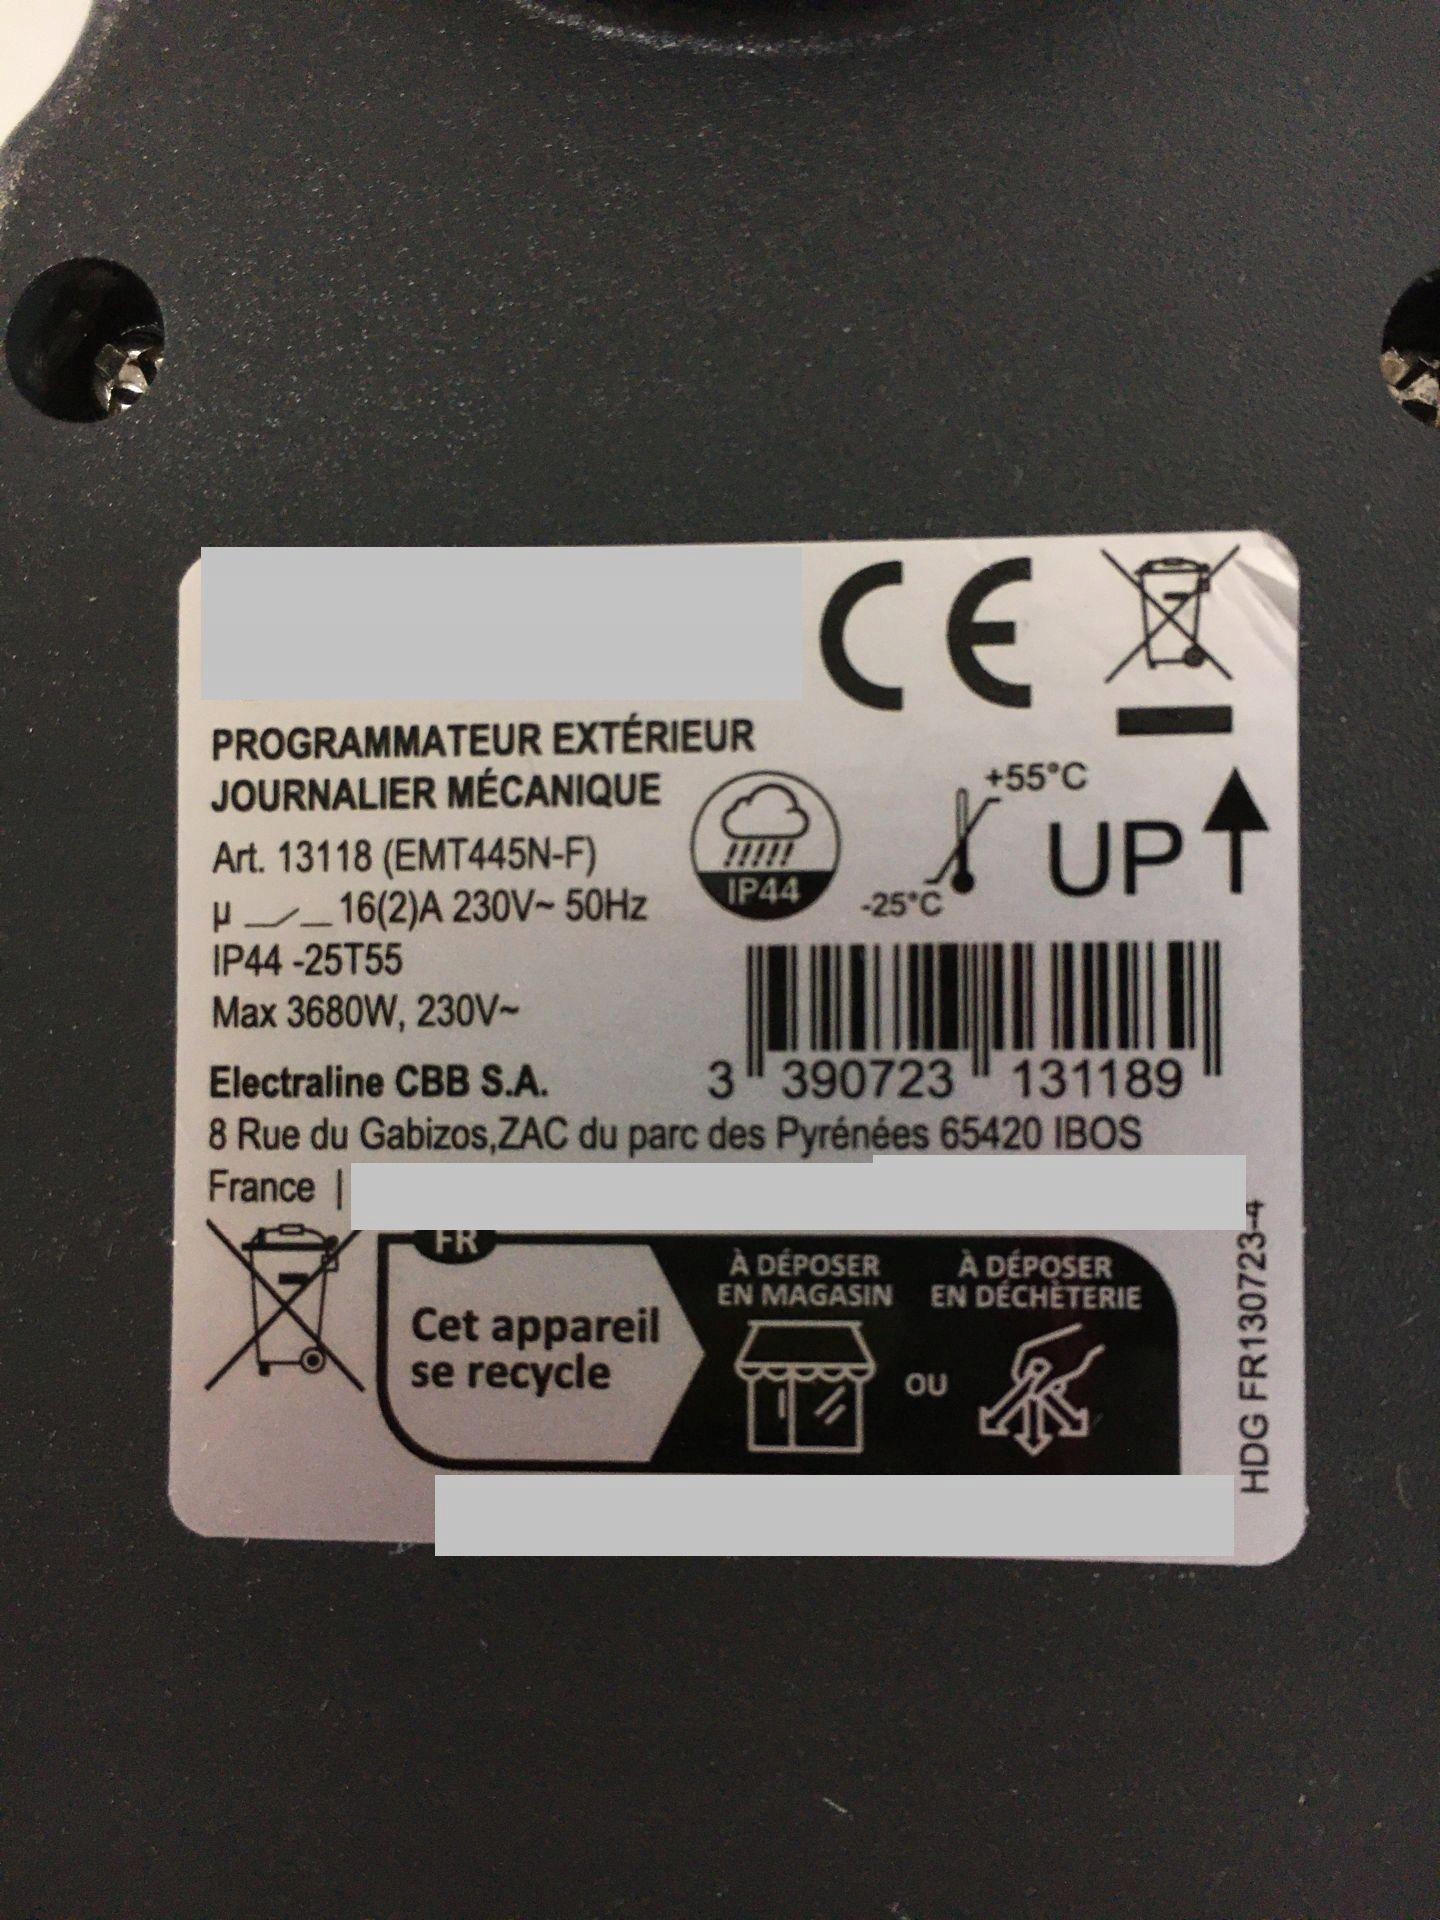 CE
PROGRAMMATEUR EXTÉRIEUR
JOURNALIER MÉCANIQUE
Art. 13118 (EMT445N-F)
µ 16(2)A 230V~ 50Hz
IP44 -25T55
Max 3680W, 230V~
IP44
+55°C
-25°C
UP
3 390723 131189
Electraline CBB S.A.
8 Rue du Gabizos,ZAC du parc des Pyrénées 65420 IBOS
France |
FR
Cet appareil
se recycle
À DÉPOSER
EN MAGASIN
OU
À DÉPOSER
EN DÉCHÈTERIE
HDG FR130723-4